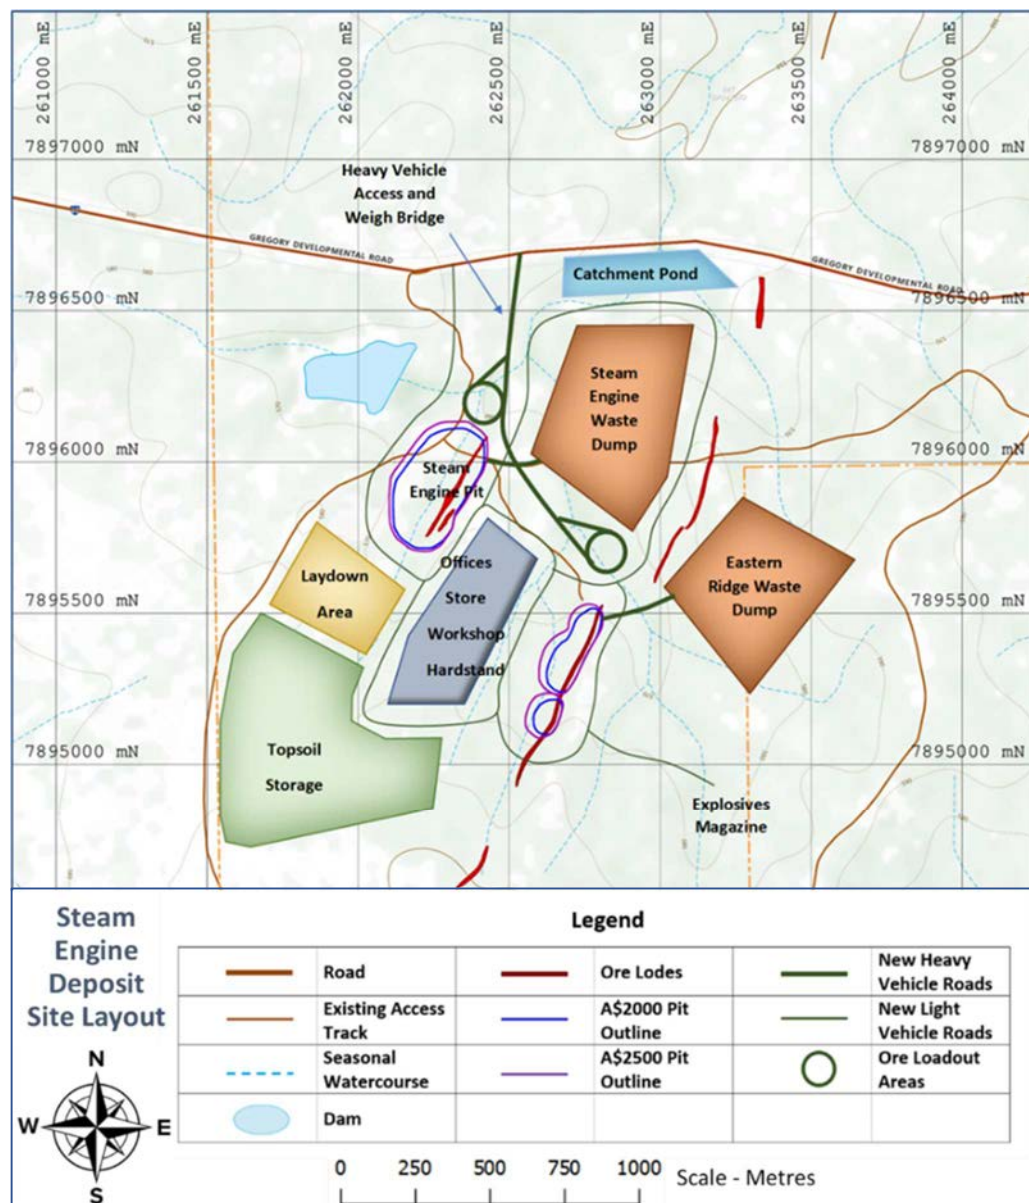 261000 mE
261500 mE
262000 mE
262500 mE
263000 mE
263500 mE
264000 mE
7897000 mN
7897000 mN
Heavy Vehicle
Access and
Weigh Bridge
GREGORY DEVELOPMENTAL ROAD
Catchment Pond
GREGORY DEVELOPMENTAL ROAD
7896500 mN
7896500 mN
Steam
Engine
Waste
Dump
7896000 mN
7896000 mN
Steam
Engine Pit
Offices
Store
Workshop
Hardstand
Laydown
Area
Eastern
Ridge Waste
Dump
7895500 mN
7895500 mN
Topsoil
Storage
7895000 mN
7895000 mN
Explosives
Magazine
Steam
Engine
Deposit
Site Layout
N
W
E
S
Legend
Road
Ore Lodes
New Heavy
Vehicle Roads
Existing Access
Track
A$2000 Pit
Outline
New Light
Vehicle Roads
Seasonal
Watercourse
A$2500 Pit
Outline
Ore Loadout
Areas
Dam
0 250 500 750 1000
Scale - Metres